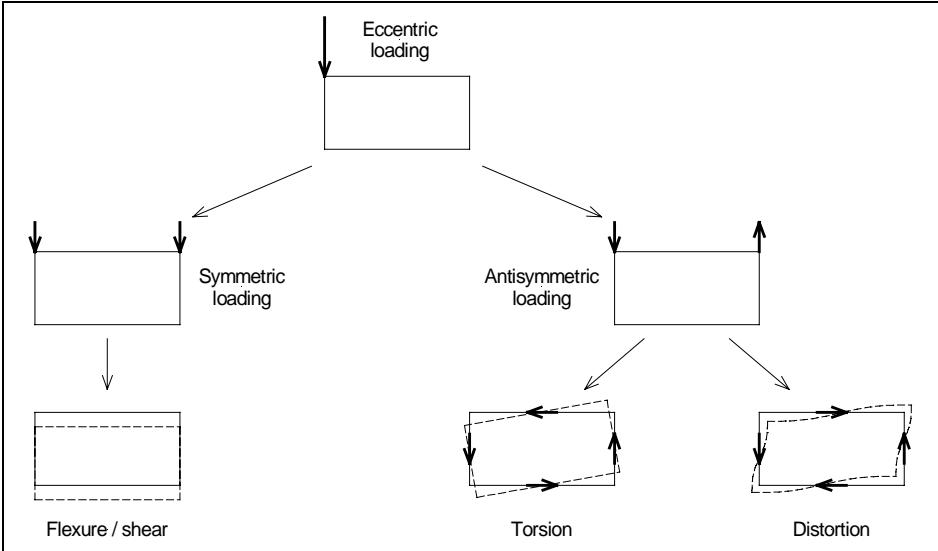 Eccentric
loading
Symmetric
loading
Antisymmetric
loading
Flexure / shear
Torsion
Distortion